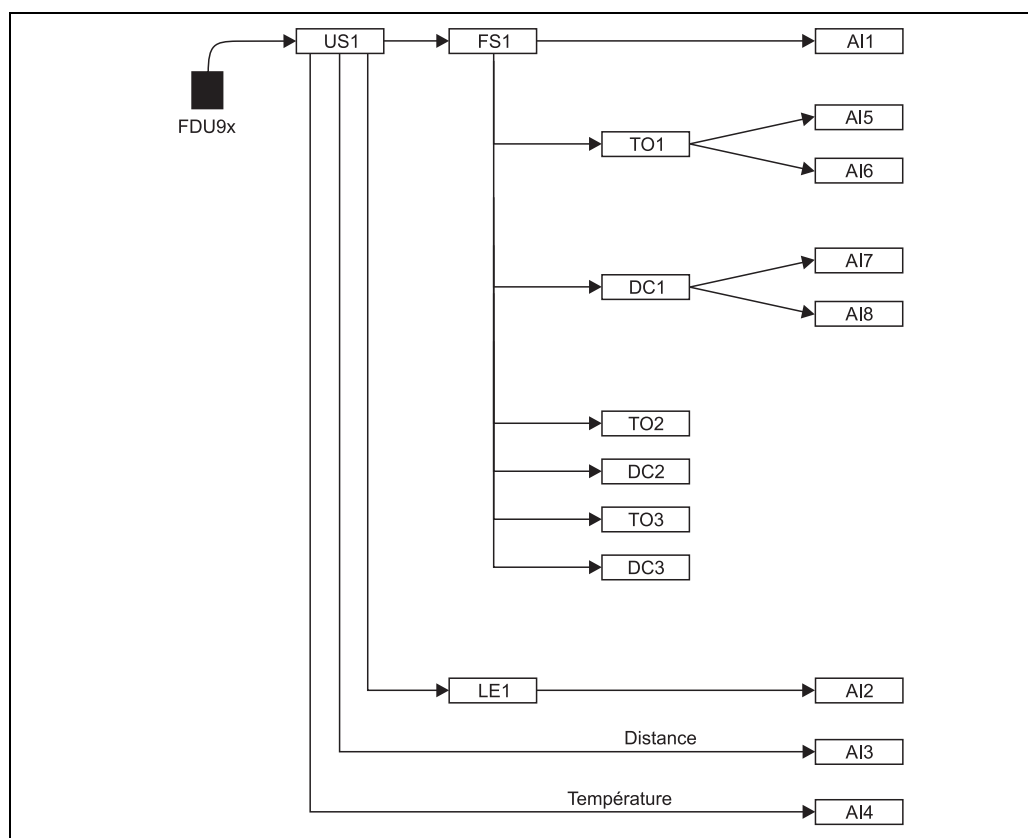 US1
FS1
AI1
FDU9x
AI5
TO1
AI6
AI7
DC1
AI8
TO2
DC2
TO3
DC3
LE1
AI2
Distance
AI3
Température
AI4